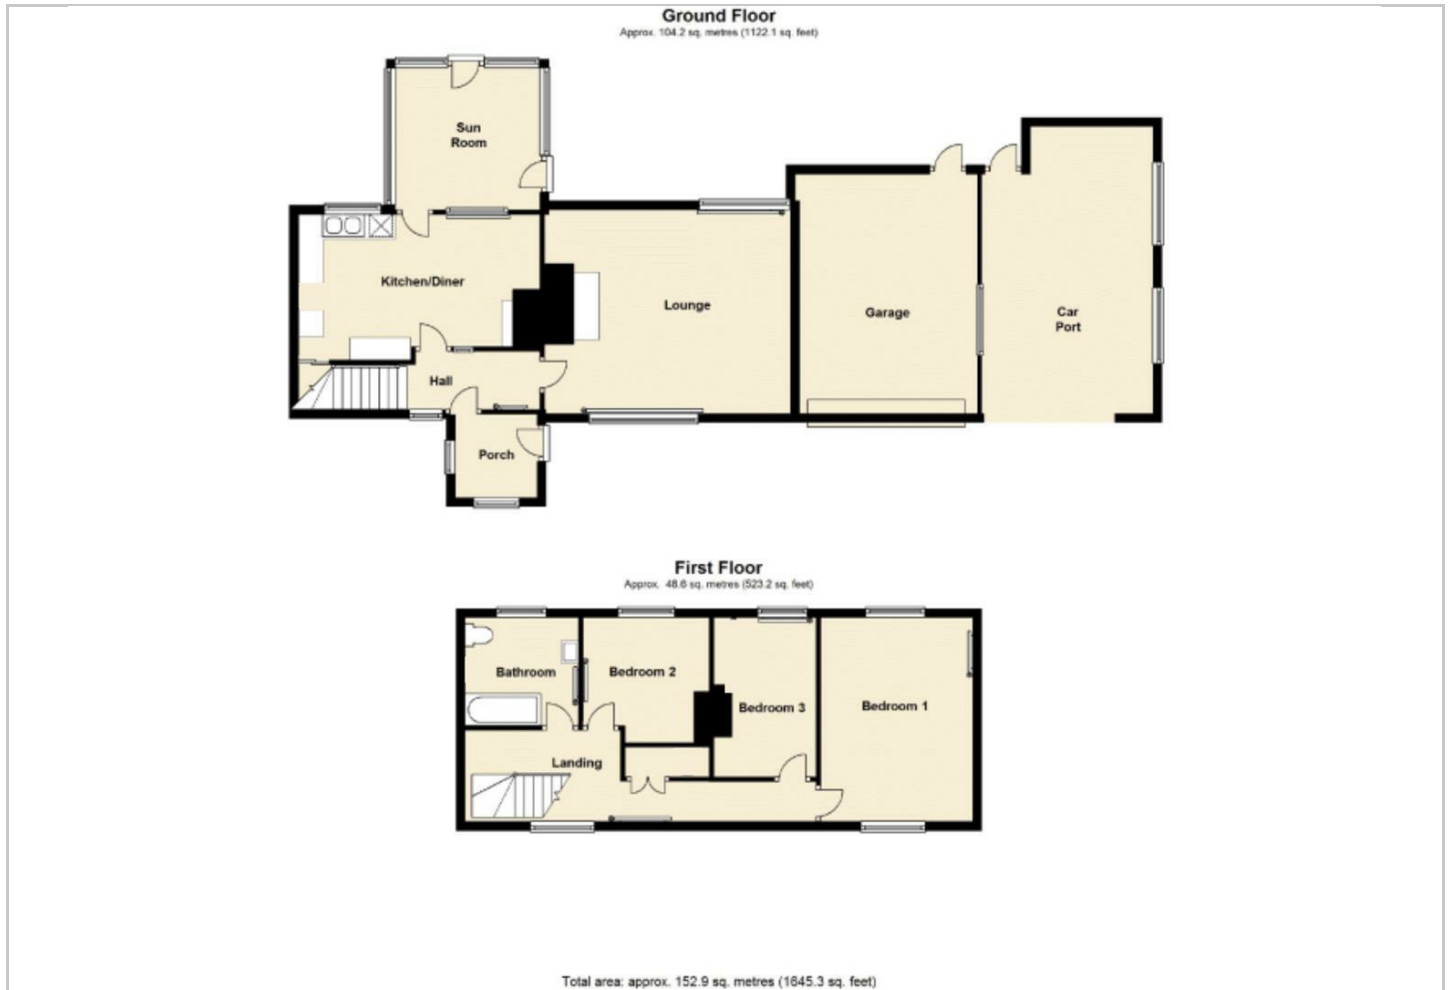 Ground Floor
Approx. 104.2 sq. metres (1122.1 sq. feet)
Sun
Room
Kitchen/Diner
Lounge
Garage
Car
Port
Hall
Porch
First Floor
Approx. 48.6 sq. metres (523.2 sq. feet)
Bathroom
Bedroom 2
Bedroom 3
Bedroom 1
Landing
Total area: approx. 152.9 sq. metres (1645.3 sq. feet)